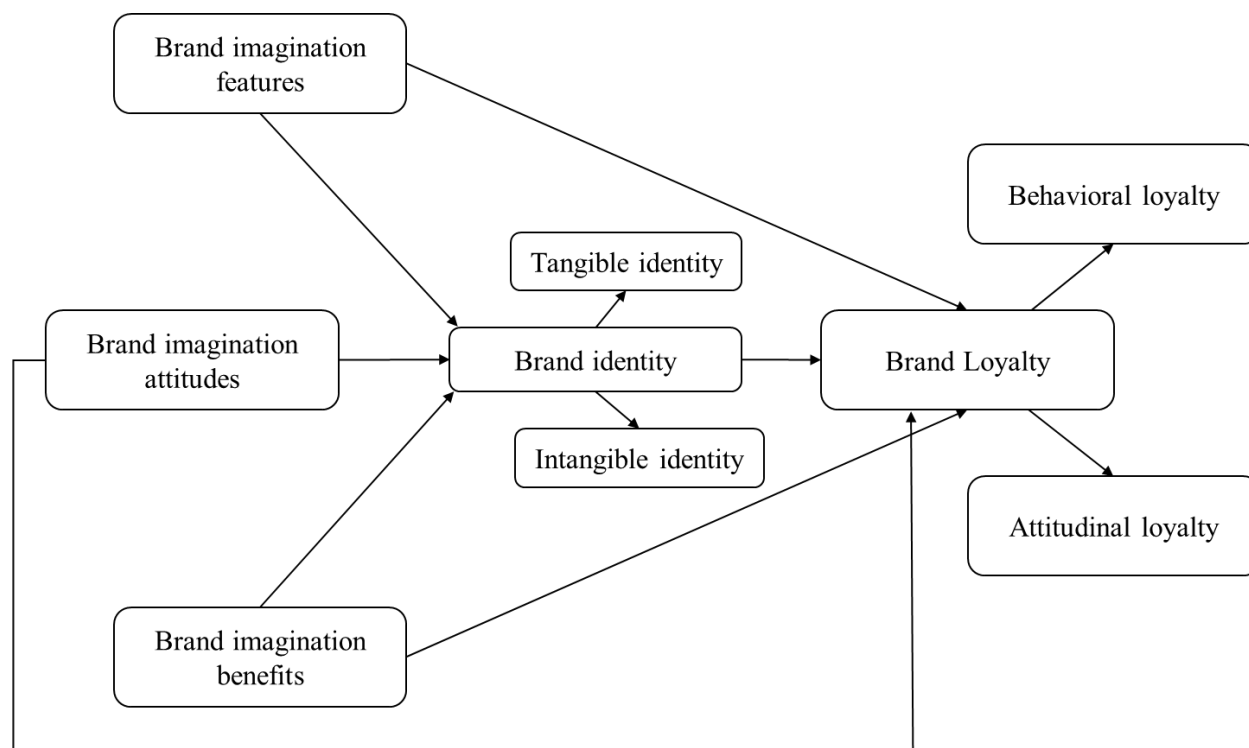 Brand imagination
features
Behavioral loyalty
Tangible identity
Brand imagination
attitudes
Brand identity
Brand Loyalty
Intangible identity
Attitudinal loyalty
Brand imagination
benefits